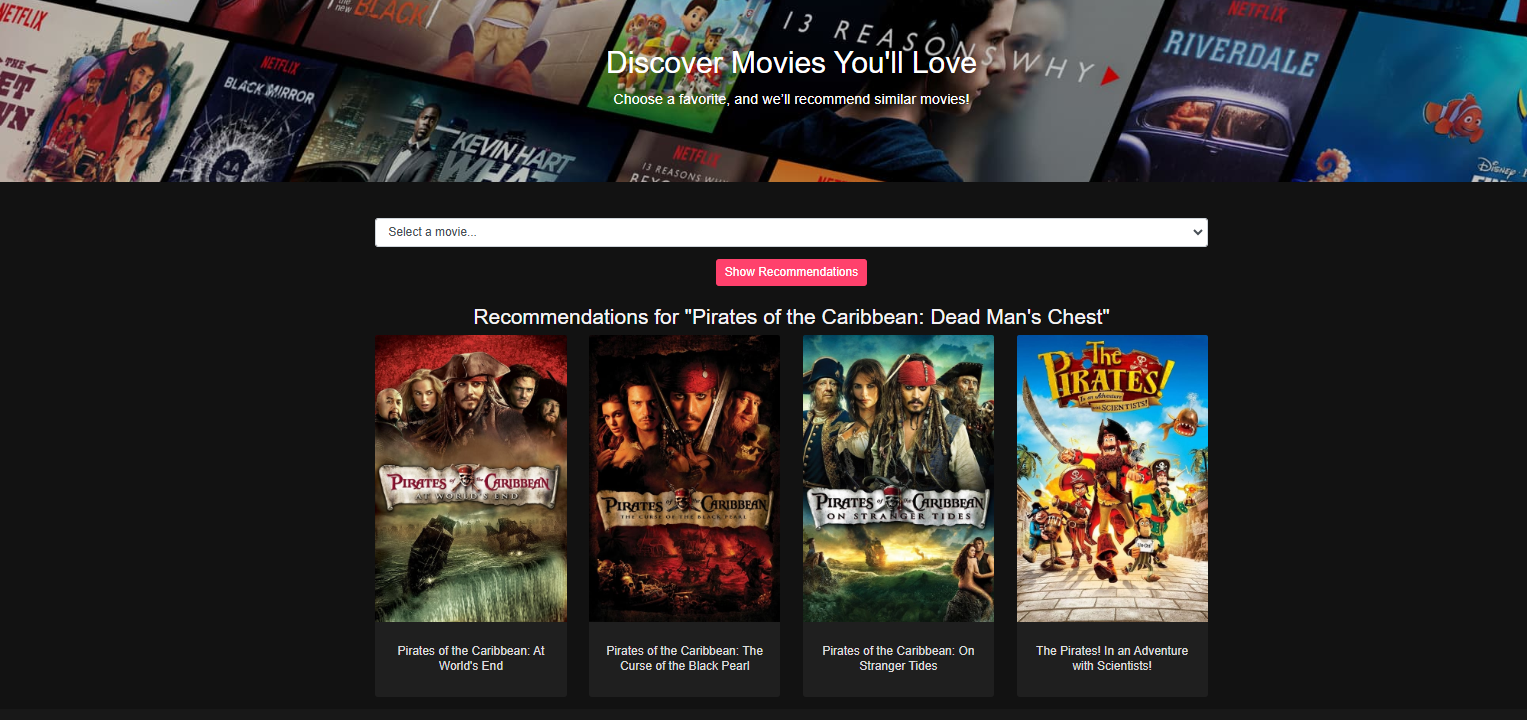 NETFLIX
THE
GET
DOWN
NETFLIX
BLACK MIRROR
the new
BLACK
KEVIN HART
WHAT
13 REASONS WHY
NETFLIX
13 REASONS WHY
BEYOND
NETFLIX
RIVERDALE
Disney
Discover Movies You'll Love
Choose a favorite, and we'll recommend similar movies!
Select a movie...
Show Recommendations
Recommendations for "Pirates of the Caribbean: Dead Man's Chest"
PIRATES of the CARIBBEAN
AT WORLD'S END
PIRATES of the CARIBBEAN
THE CURSE OF THE BLACK PEARL
PIRATES of the CARIBBEAN
ON STRANGER TIDES
The
PIRATES!
In an Adventure
with SCIENTISTS!
Pirates of the Caribbean: At
World's End
Pirates of the Caribbean: The
Curse of the Black Pearl
Pirates of the Caribbean: On
Stranger Tides
The Pirates! In an Adventure
with Scientists!